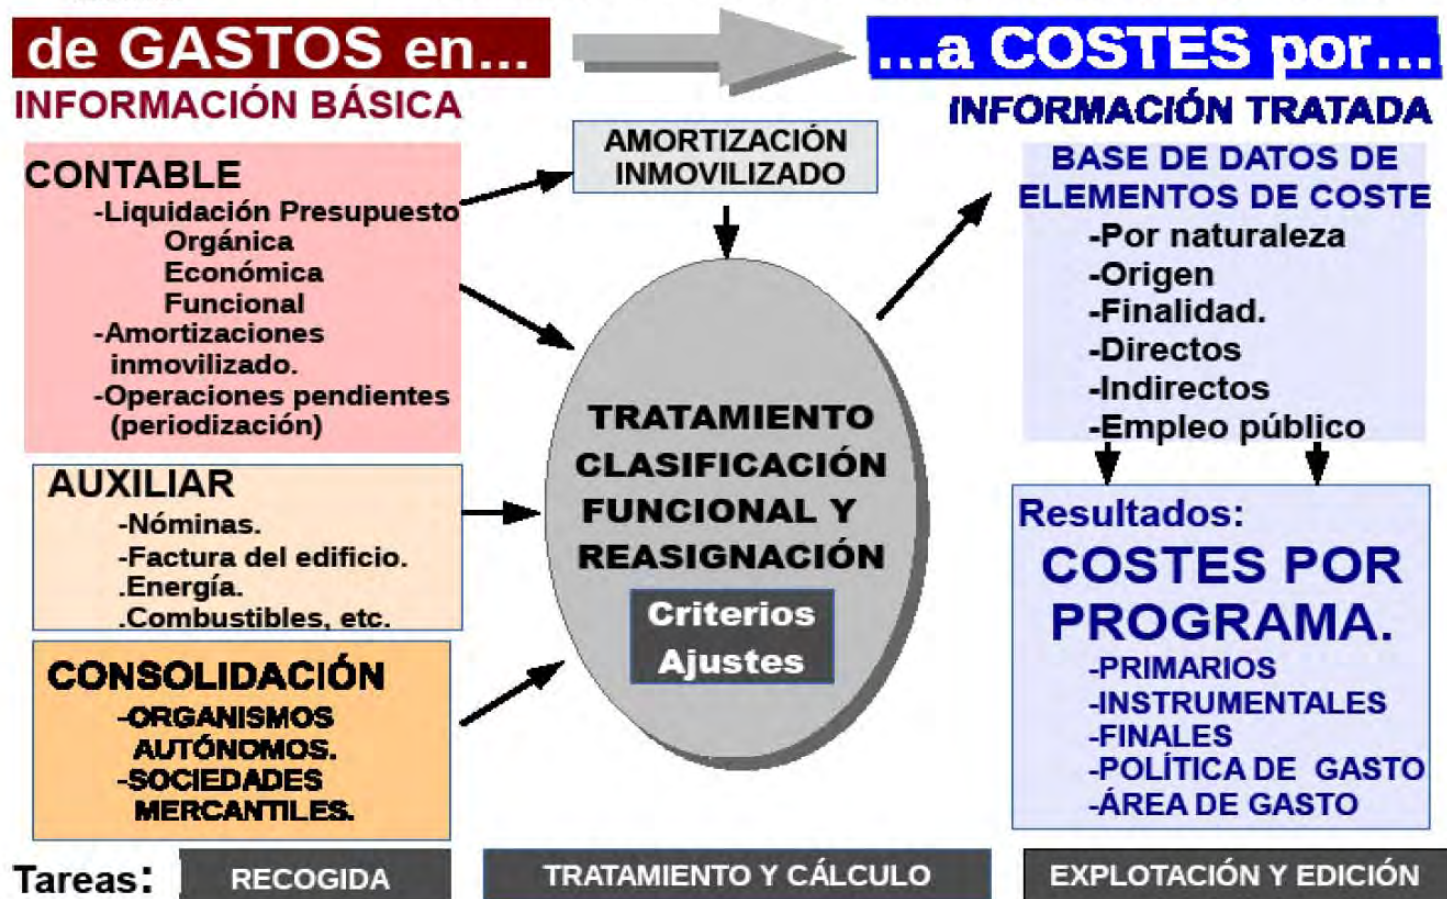 de GASTOS en...
...a COSTES por...
INFORMACIÓN BÁSICA
INFORMACIÓN TRATADA
CONTABLE
-Liquidación Presupuesto
Orgánica
Económica
Funcional
-Amortizaciones
inmovilizado.
-Operaciones pendientes
(periodización)
AUXILIAR
-Nóminas.
-Factura del edificio.
.Energía.
.Combustibles, etc.
CONSOLIDACIÓN
-ORGANISMOS
AUTÓNOMOS.
-SOCIEDADES
MERCANTILES.
AMORTIZACIÓN
INMOVILIZADO
TRATAMIENTO
CLASIFICACIÓN
FUNCIONAL Y
REASIGNACIÓN
Criterios
Ajustes
BASE DE DATOS DE
ELEMENTOS DE COSTE
-Por naturaleza
-Origen
-Finalidad.
-Directos
-Indirectos
-Empleo público
Resultados:
COSTES POR
PROGRAMA.
-PRIMARIOS
-INSTRUMENTALES
-FINALES
-POLÍTICA DE GASTO
-ÁREA DE GASTO
Tareas:
RECOGIDA
TRATAMIENTO Y CÁLCULO
EXPLOTACIÓN Y EDICIÓN